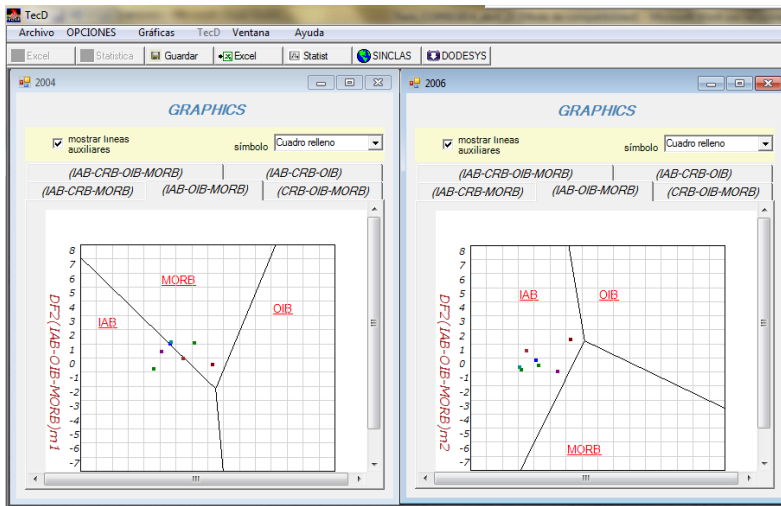 TecD
Archivo OPCIONES Gráficas TecD Ventana Ayuda
Excel Statistica Guardar Excel Statist SINCLAS DODESYS
2004
GRAPHICS
mostrar lineas
auxiliares
símbolo Cuadro relleno
(IAB-CRB-OIB-MORB) (IAB-CRB-OIB)
(IAB-CRB-MORB) (IAB-OIB-MORB) (CRB-OIB-MORB)
DF2(IAB-OIB-MORB)m1
8
7
6
5
4
3
2
1
0
-1
-2
-3
-4
-5
-6
-7
MORB
OIB
IAB
2006
GRAPHICS
mostrar lineas
auxiliares
símbolo Cuadro relleno
(IAB-CRB-OIB-MORB) (IAB-CRB-OIB)
(IAB-CRB-MORB) (IAB-OIB-MORB) (CRB-OIB-MORB)
DF2(IAB-OIB-MORB)m2
8
7
6
5
4
3
2
1
0
-1
-2
-3
-4
-5
-6
-7
IAB OIB
MORB